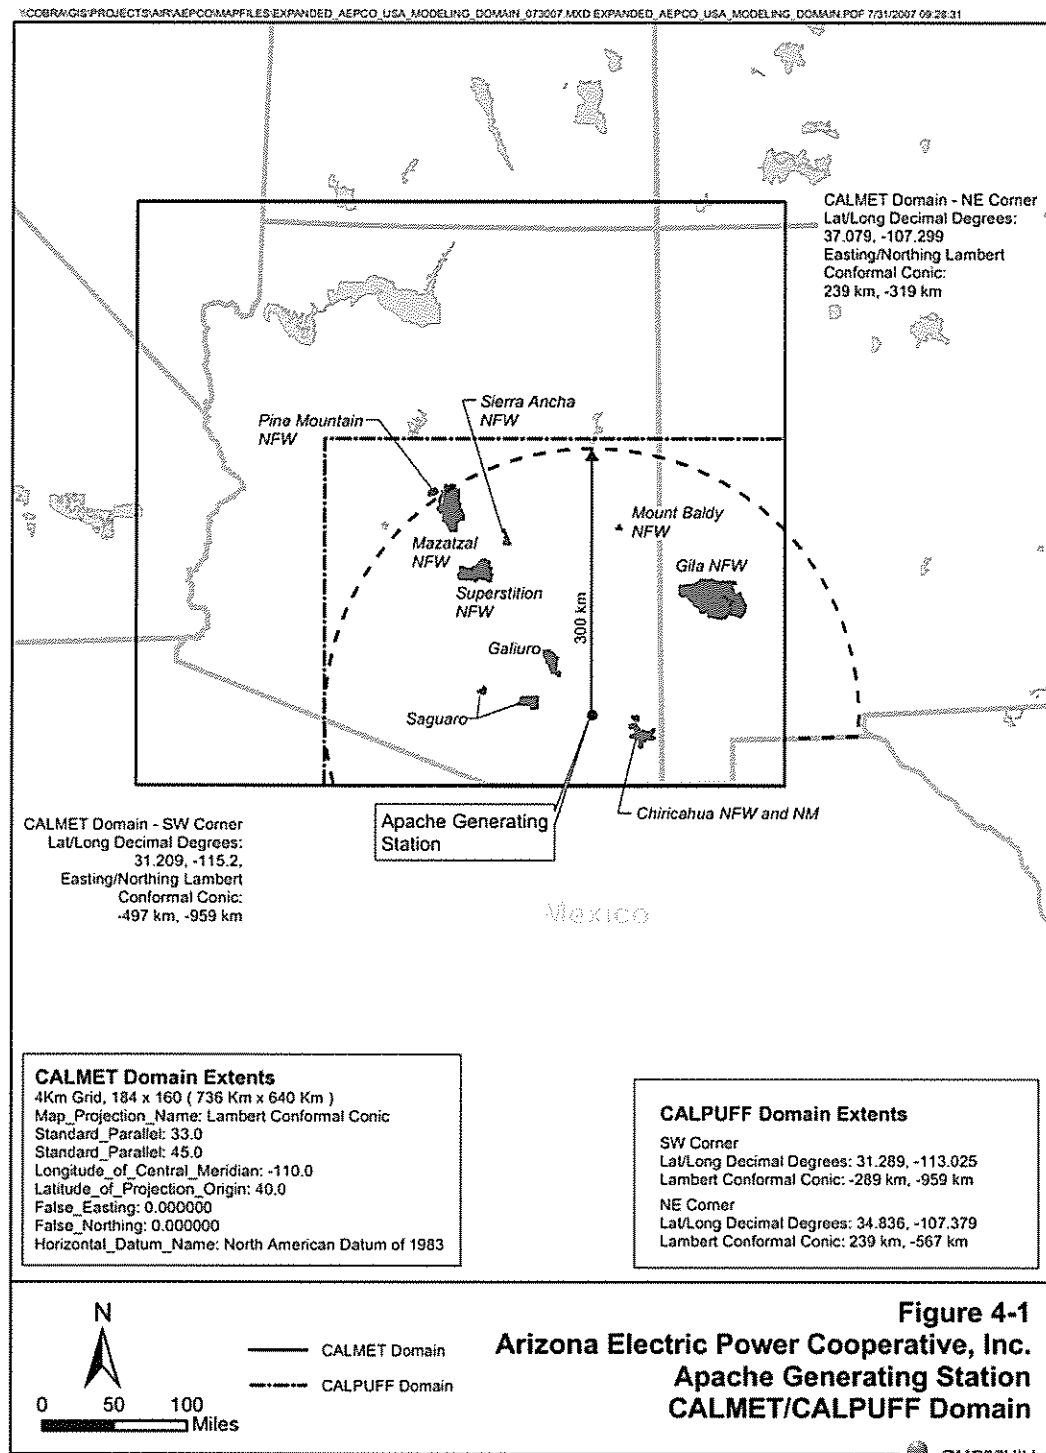 \\COBRA\GIS\PROJECTS\AIR\AEPCO\MAPFILES\EXPANDED_AEPCO_USA_MODELING_DOMAIN_073007.MXD EXPANDED_AEPCO_USA_MODELING_DOMAIN.PDF 7/31/2007 09:28:31
CALMET Domain - NE Corner
Lat/Long Decimal Degrees:
37.079, -107.299
Easting/Northing Lambert
Conformal Conic:
239 km, -319 km
Pine Mountain
NFW
Sierra Ancha
NFW
Mount Baldy
NFW
Mazatzal
NFW
Gila NFW
Superstition
NFW
300 km
Galiuro
Saguaro
Apache Generating
Station
Chiricahua NFW and NM
CALMET Domain - SW Corner
Lat/Long Decimal Degrees:
31.209, -115.2,
Easting/Northing Lambert
Conformal Conic:
-497 km, -959 km
Mexico
CALMET Domain Extents
4Km Grid, 184 x 160 ( 736 Km x 640 Km )
Map_Projection_Name: Lambert Conformal Conic
Standard_Parallel: 33.0
Standard_Parallel: 45.0
Longitude_of_Central_Meridian: -110.0
Latitude_of_Projection_Origin: 40.0
False_Easting: 0.000000
False_Northing: 0.000000
Horizontal_Datum_Name: North American Datum of 1983
CALPUFF Domain Extents
SW Corner
Lat/Long Decimal Degrees: 31.289, -113.025
Lambert Conformal Conic: -289 km, -959 km
NE Corner
Lat/Long Decimal Degrees: 34.836, -107.379
Lambert Conformal Conic: 239 km, -567 km
N
0 50 100
Miles
CALMET Domain
CALPUFF Domain
Figure 4-1
Arizona Electric Power Cooperative, Inc.
Apache Generating Station
CALMET/CALPUFF Domain